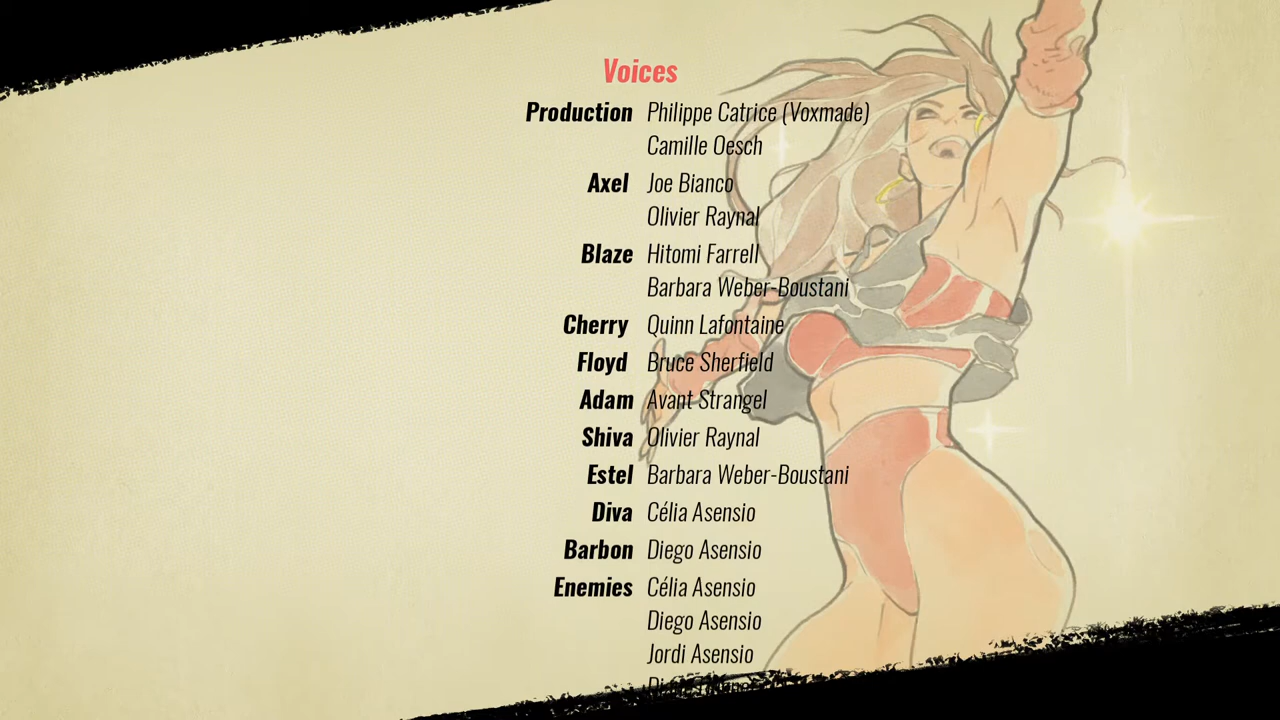 Voices
Production Philippe Catrice (Voxmade)
Camille Oesch
Axel Joe Bianco
Olivier Raynal
Blaze Hitomi Farrell
Barbara Weber-Boustani
Cherry Quinn Lafontaine
Floyd Bruce Sherfield
Adam Avant Strangel
Shiva Olivier Raynal
Estel Barbara Weber-Boustani
Diva Célia Asensio
Barbon Diego Asensio
Enemies Célia Asensio
Diego Asensio
Jordi Asensio